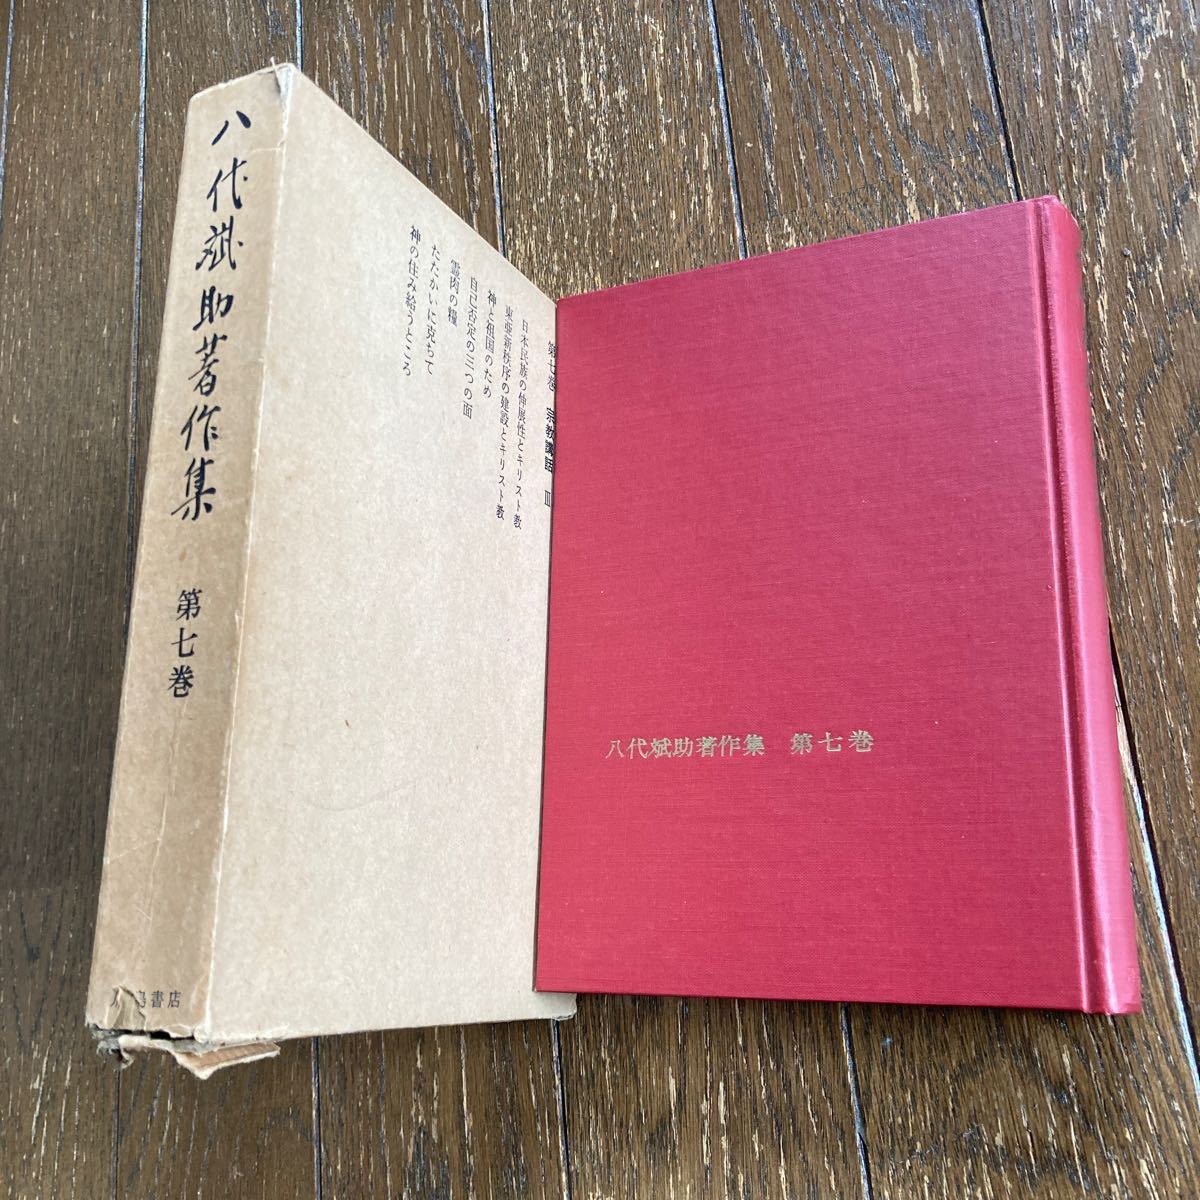 八代斌助著作集 第七巻
書店
第七巻 宗教講話 III
日本民族の伸展性とキリスト教
東亜新秩序の建設とキリスト教
神と祖国のため
自己否定の三つの面
霊肉の糧
たたかいに克ちて
神の住み給うところ
八代斌助著作集 第七巻